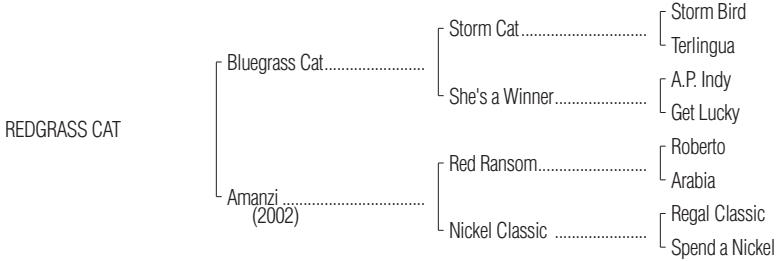 Storm Bird
Storm Cat..............................
Terlingua
Bluegrass Cat........................
A.P. Indy
She's a Winner......................
Get Lucky
REDGRASS CAT
Roberto
Red Ransom..........................
Arabia
Amanzi ..................................
(2002)
Regal Classic
Nickel Classic ......................
Spend a Nickel